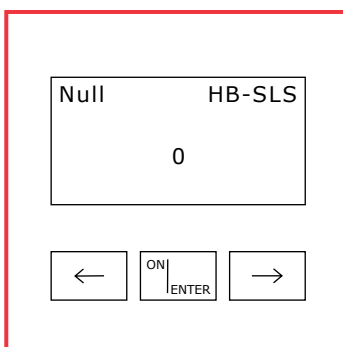 Null HB-SLS
0
← ON ENTER →